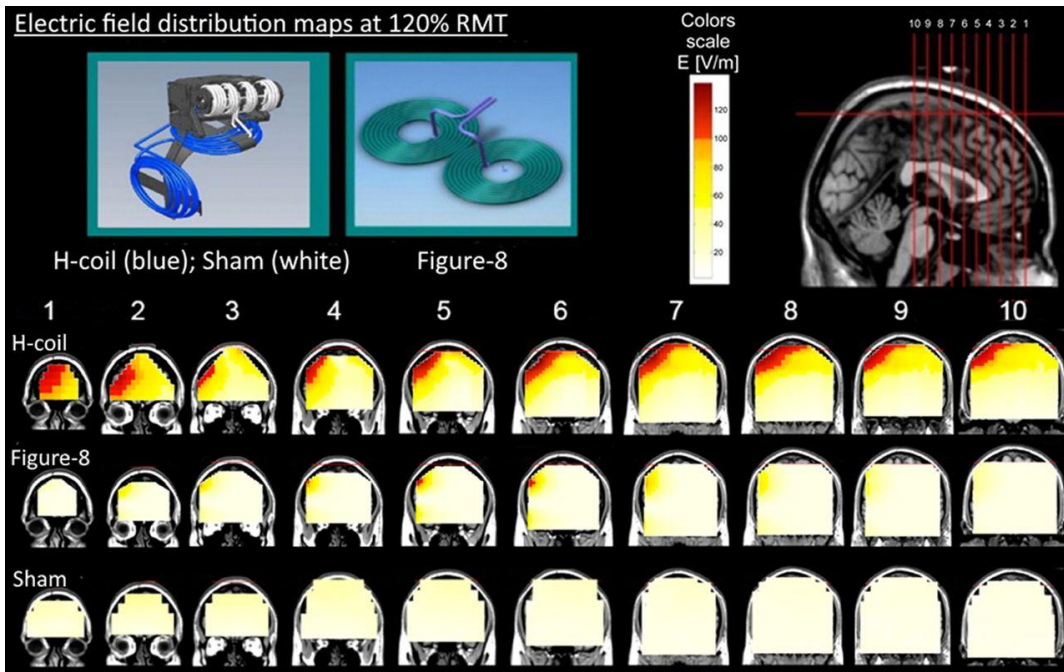 Electric field distribution maps at 120% RMT
H-coil (blue); Sham (white)
Figure-8
Colors
scale
E [V/m]
120
100
80
60
40
20
10 9 8 7 6 5 4 3 2 1
1 2 3 4 5 6 7 8 9 10
H-coil
Figure-8
Sham